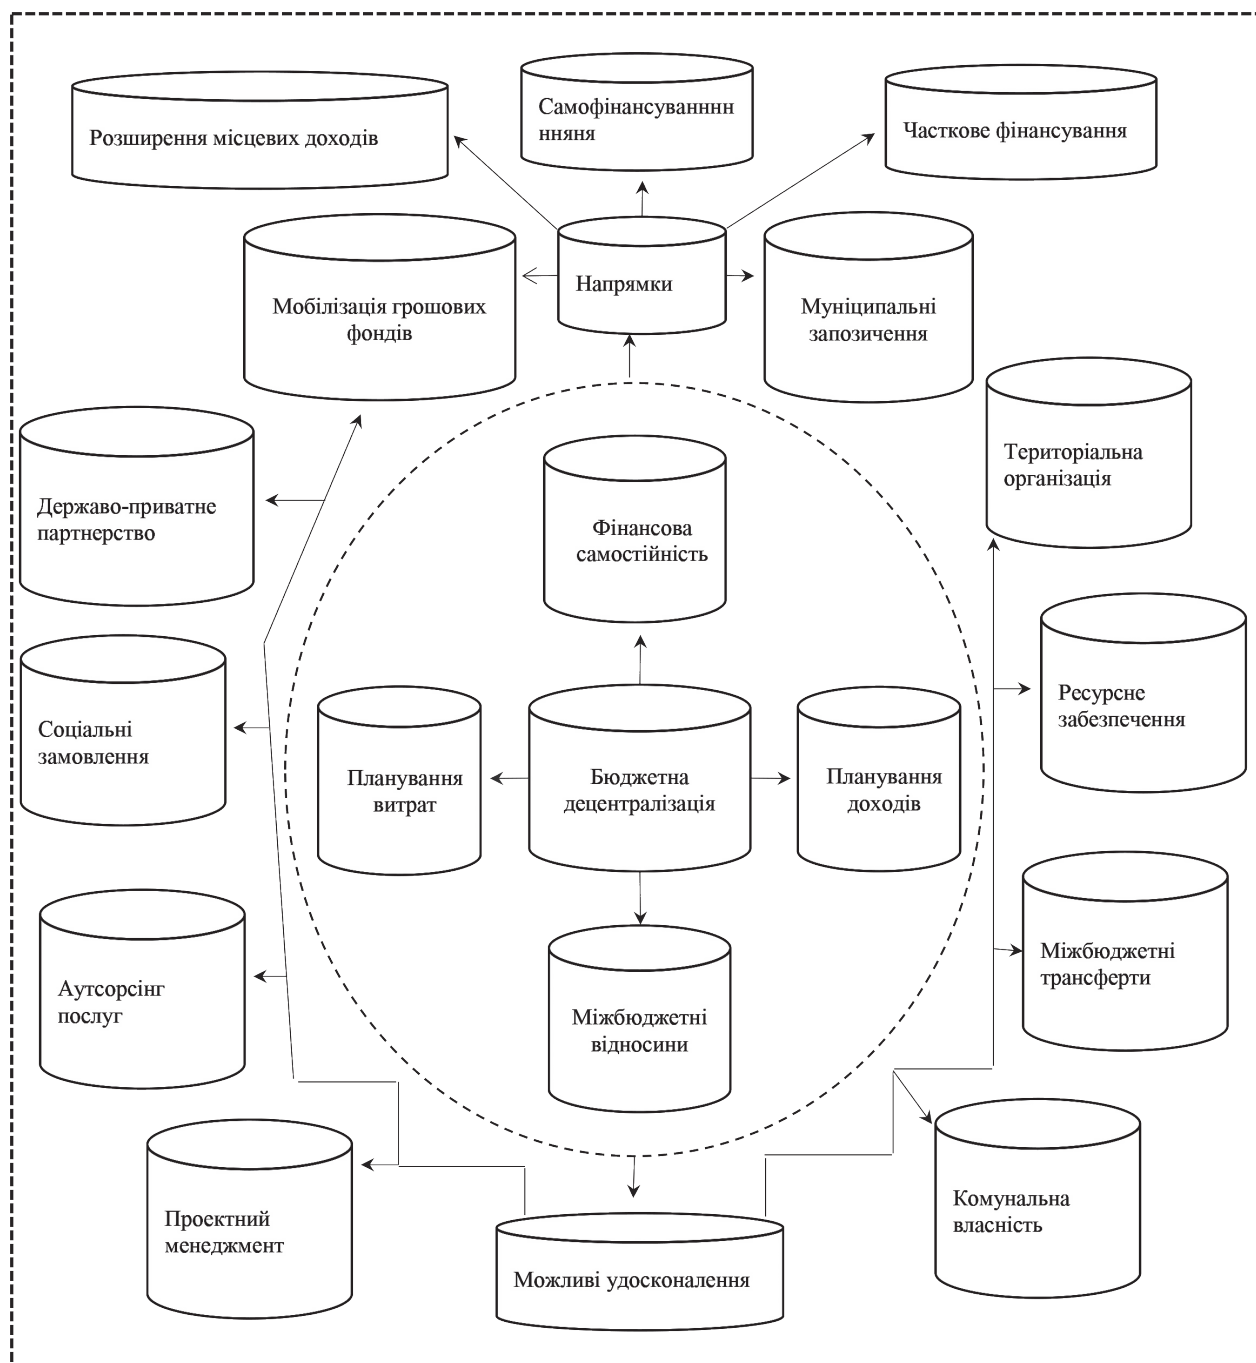 Самофінансуванннн
нняня
Розширення місцевих доходів
Часткове фінансування
Напрямки
Мобілізація грошових
фондів
Муніципальні
запозичення
Територіальна
організація
Державо-приватне
партнерство
Фінансова
самостійність
Ресурсне
забезпечення
Соціальні
замовлення
Планування
витрат
Бюджетна
децентралізація
Планування
доходів
Міжбюджетні
трансферти
Аутсорсінг
послуг
Міжбюджетні
відносини
Комунальна
власність
Проектний
менеджмент
Можливі удосконалення